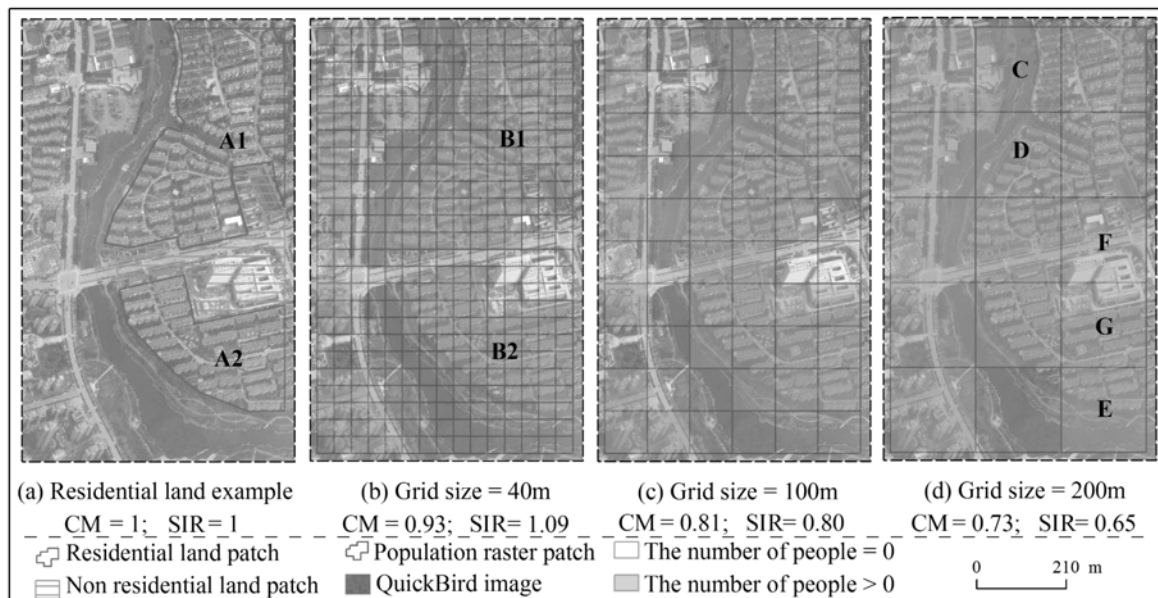 A1
A2
B1
B2
C
D
F
G
E
(a) Residential land example
(b) Grid size = 40m
(c) Grid size = 100m
(d) Grid size = 200m
CM = 1; SIR = 1
CM = 0.93; SIR= 1.09
CM = 0.81; SIR= 0.80
CM = 0.73; SIR= 0.65
Residential land patch
Population raster patch
The number of people = 0
Non residential land patch
QuickBird image
The number of people > 0
0
210 m